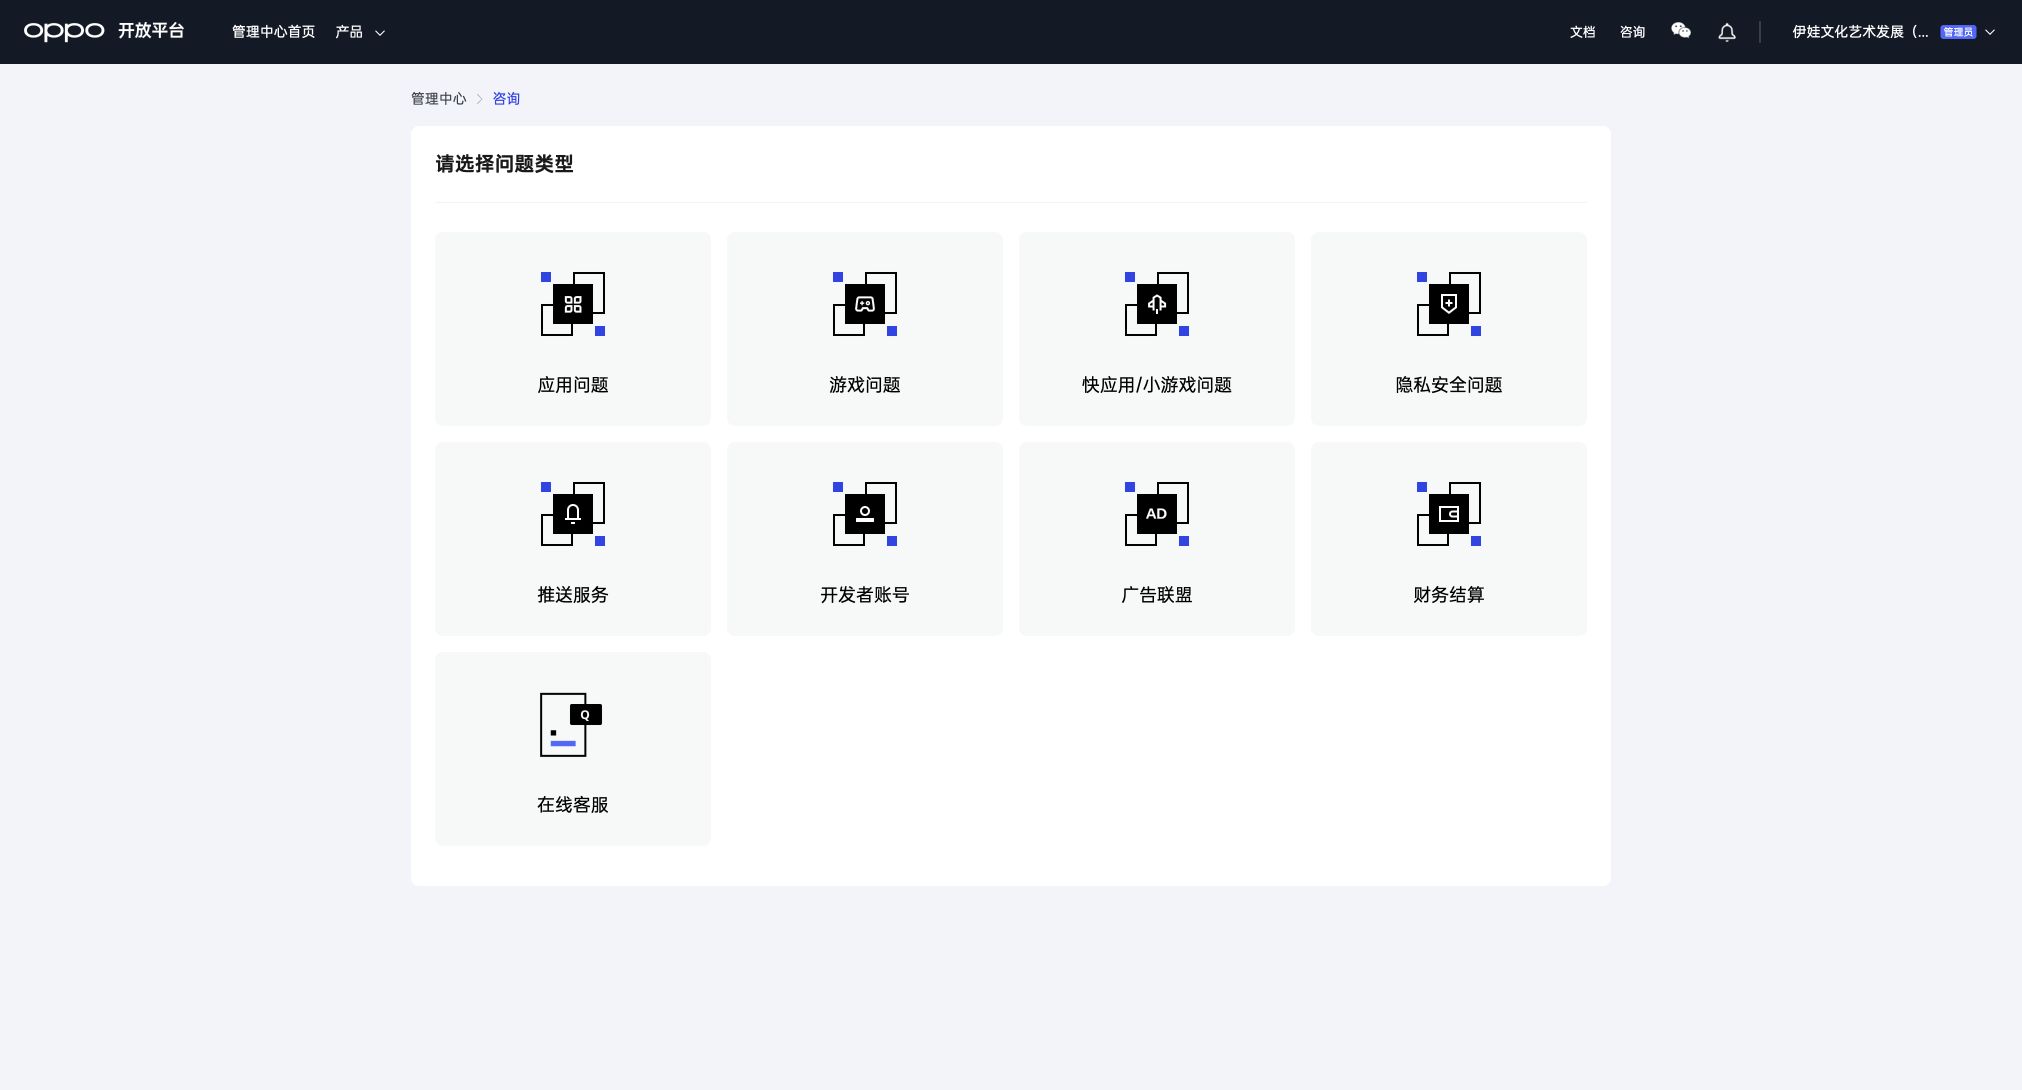 oppo 开放平台 管理中心首页 产品 文档 咨询 伊娃文化艺术发展（... 管理员
管理中心 > 咨询
请选择问题类型
应用问题 游戏问题 快应用/小游戏问题 隐私安全问题
AD
推送服务 开发者账号 广告联盟 财务结算
Q
在线客服